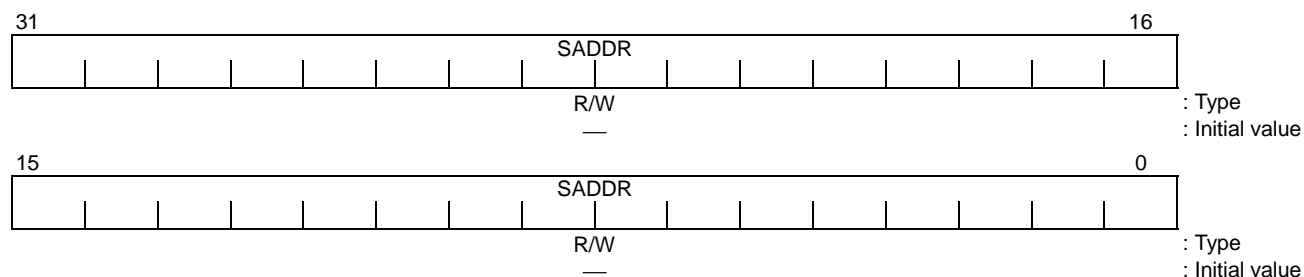 31 16
SADDR
R/W : Type
— : Initial value
15 0
SADDR
R/W : Type
— : Initial value